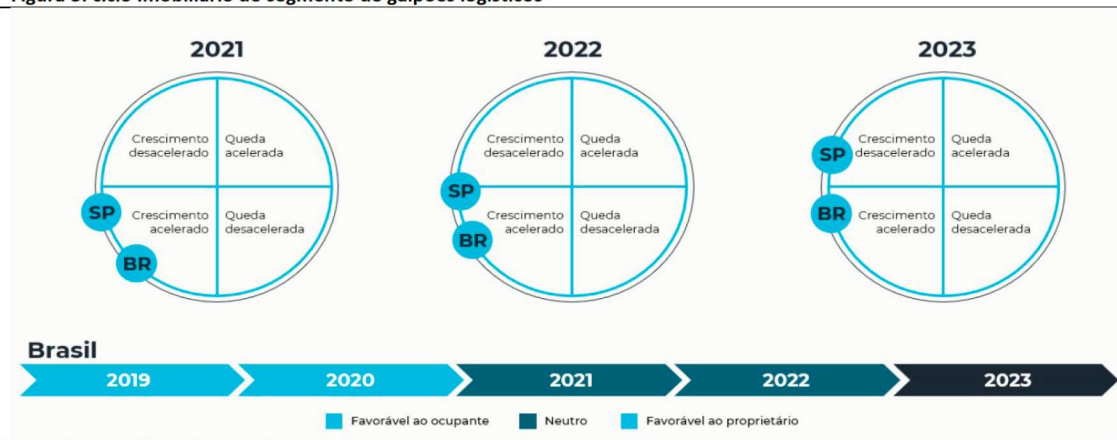 2021 2022 2023
Crescimento desacelerado Queda acelerada
SP
Crescimento acelerado Queda desacelerada
BR
Crescimento desacelerado Queda acelerada
SP
Crescimento acelerado Queda desacelerada
BR
SP
Crescimento desacelerado Queda acelerada
BR
Crescimento acelerado Queda desacelerada
Brasil
2019 2020 2021 2022 2023
Favorável ao ocupante Neutro Favorável ao proprietário